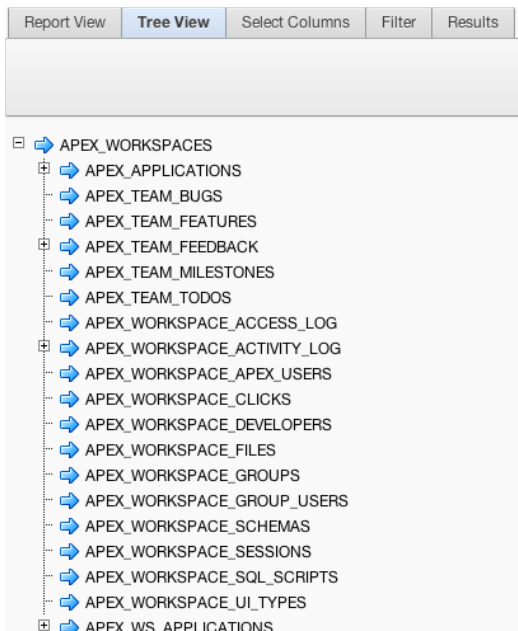 Report View Tree View Select Columns Filter Results
APEX_WORKSPACES
APEX_APPLICATIONS
APEX_TEAM_BUGS
APEX_TEAM_FEATURES
APEX_TEAM_FEEDBACK
APEX_TEAM_MILESTONES
APEX_TEAM_TODOS
APEX_WORKSPACE_ACCESS_LOG
APEX_WORKSPACE_ACTIVITY_LOG
APEX_WORKSPACE_APEX_USERS
APEX_WORKSPACE_CLICKS
APEX_WORKSPACE_DEVELOPERS
APEX_WORKSPACE_FILES
APEX_WORKSPACE_GROUPS
APEX_WORKSPACE_GROUP_USERS
APEX_WORKSPACE_SCHEMAS
APEX_WORKSPACE_SESSIONS
APEX_WORKSPACE_SQL_SCRIPTS
APEX_WORKSPACE_UI_TYPES
APEX_WS_APPLICATIONS